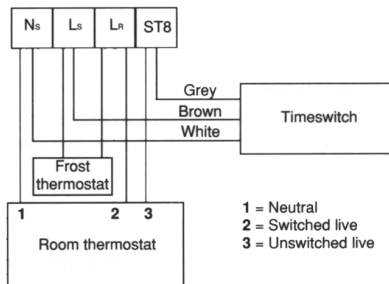 NS LS LR ST8
Grey
Brown
White
Timeswitch
Frost
thermostat
1 2 3
Room thermostat
1 = Neutral
2 = Switched live
3 = Unswitched live